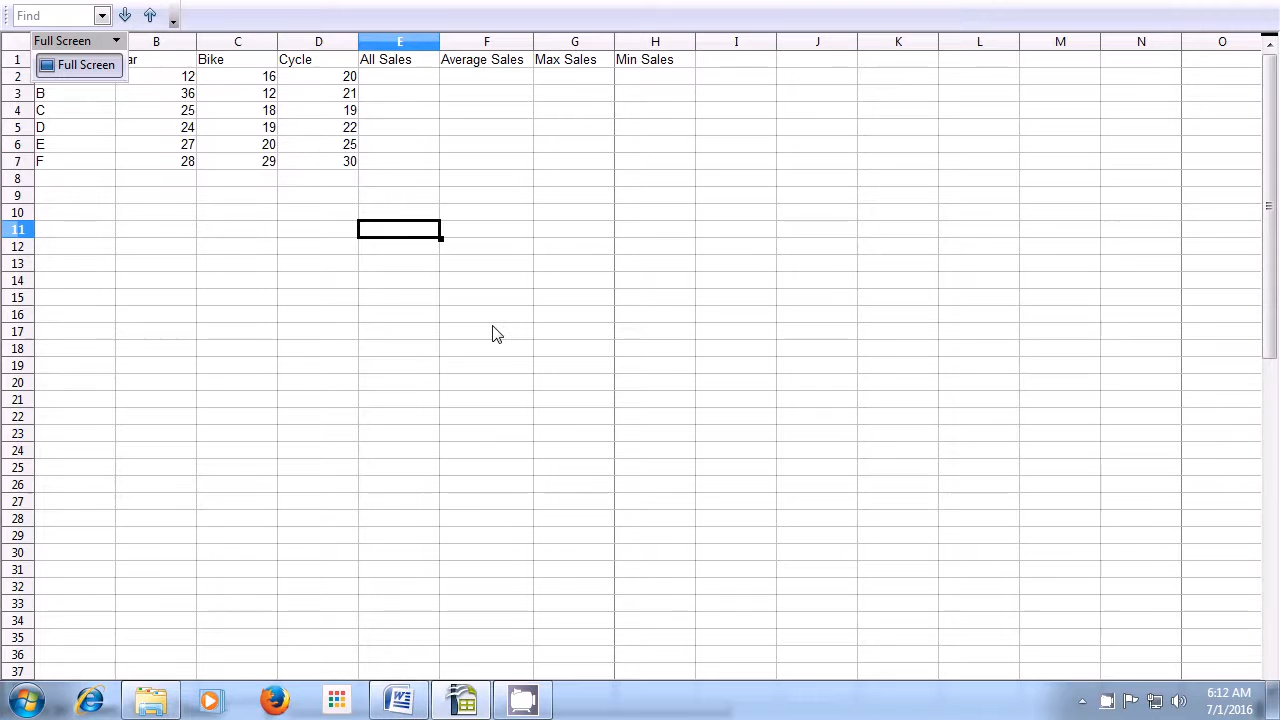 Find
Full Screen
Full Screen
B C D E F G H I J K L M N O
1 ar Bike Cycle All Sales Average Sales Max Sales Min Sales
2 12 16 20
3 B 36 12 21
4 C 25 18 19
5 D 24 19 22
6 E 27 20 25
7 F 28 29 30
8
9
10
11
12
13
14
15
16
17
18
19
20
21
22
23
24
25
26
27
28
29
30
31
32
33
34
35
36
37
6:12 AM
7/1/2016